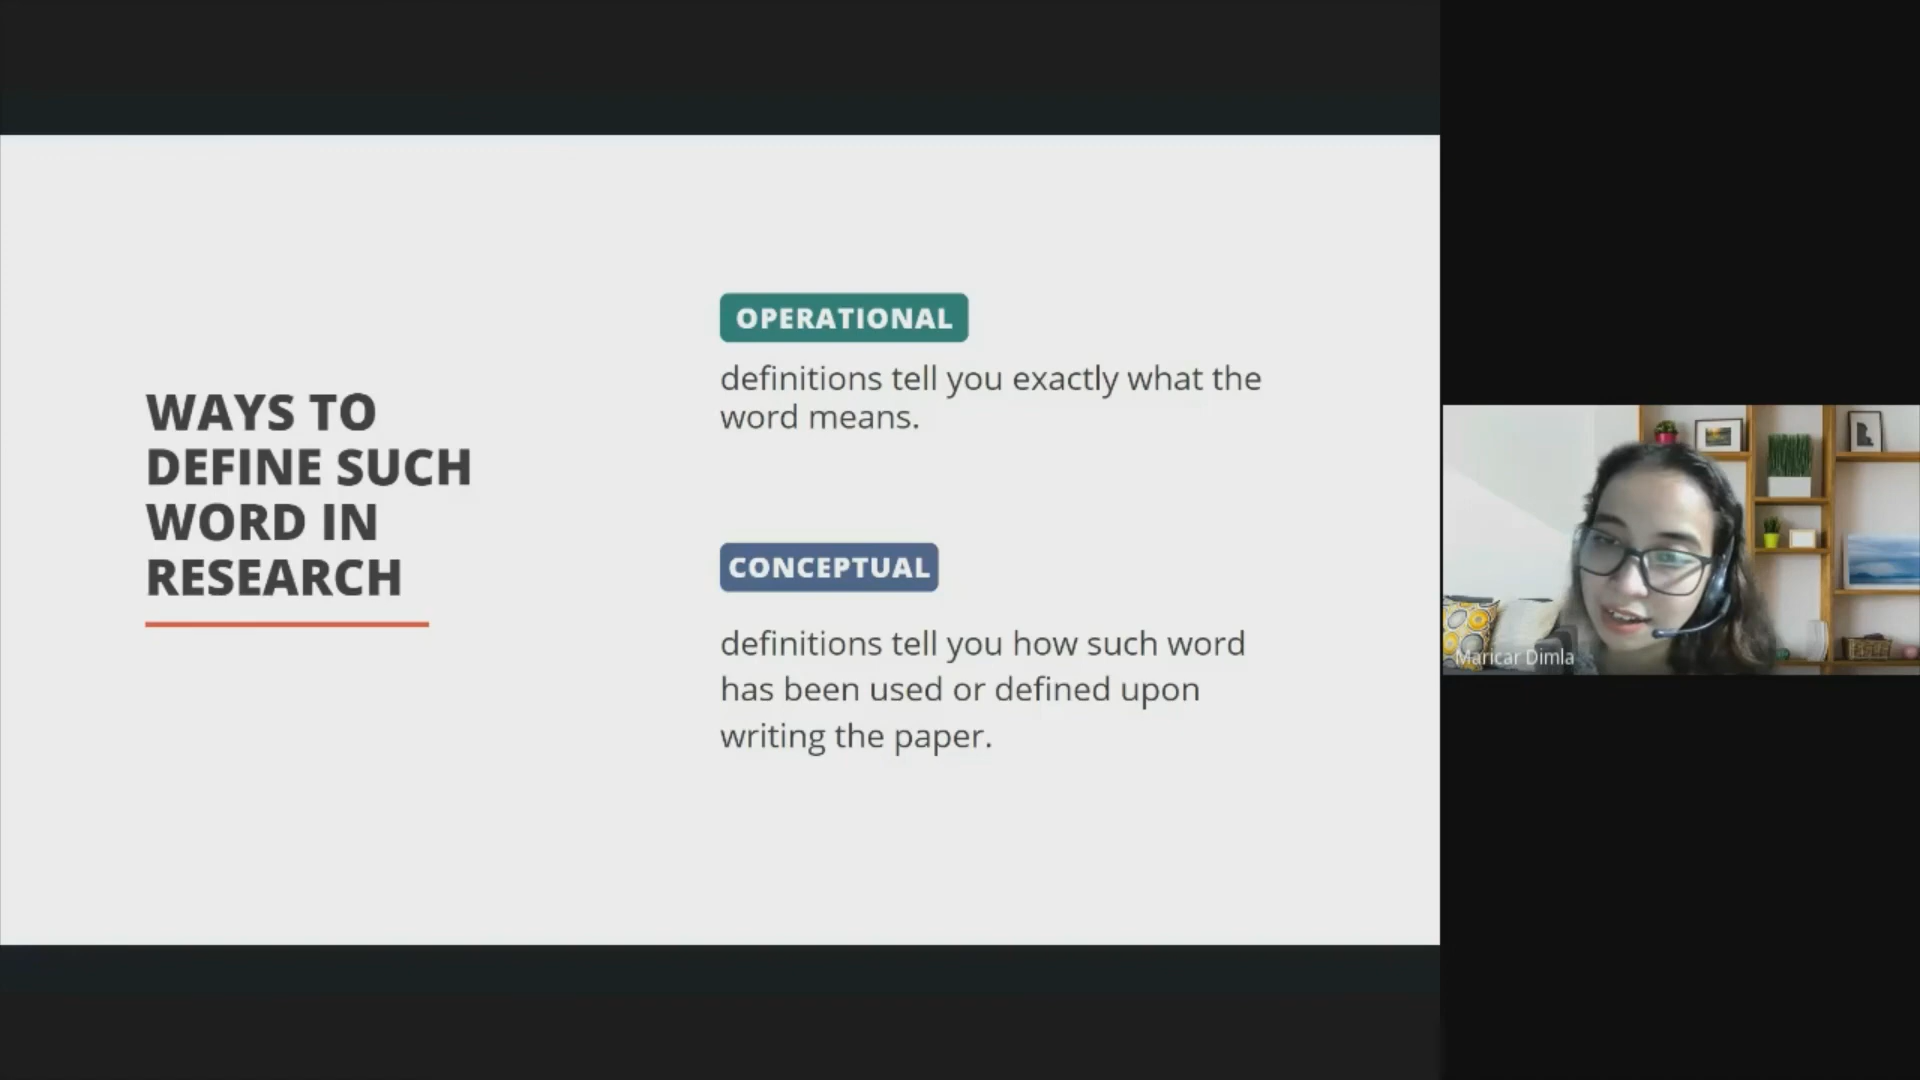 WAYS TO
DEFINE SUCH
WORD IN
RESEARCH
OPERATIONAL
definitions tell you exactly what the
word means.
CONCEPTUAL
definitions tell you how such word
has been used or defined upon
writing the paper.
Maricar Dimla